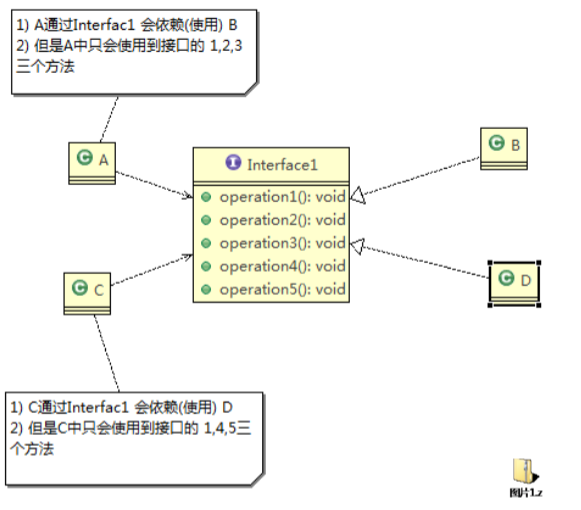 1) A通过Interfac1 会依赖(使用) B
2) 但是A中只会使用到接口的 1,2,3
三个方法
C A
I Interface1
C B
operation1(): void
operation2(): void
operation3(): void
operation4(): void
operation5(): void
C C
C D
1) C通过Interfac1 会依赖(使用) D
2) 但是C中只会使用到接口的 1,4,5三
个方法
图片1.z